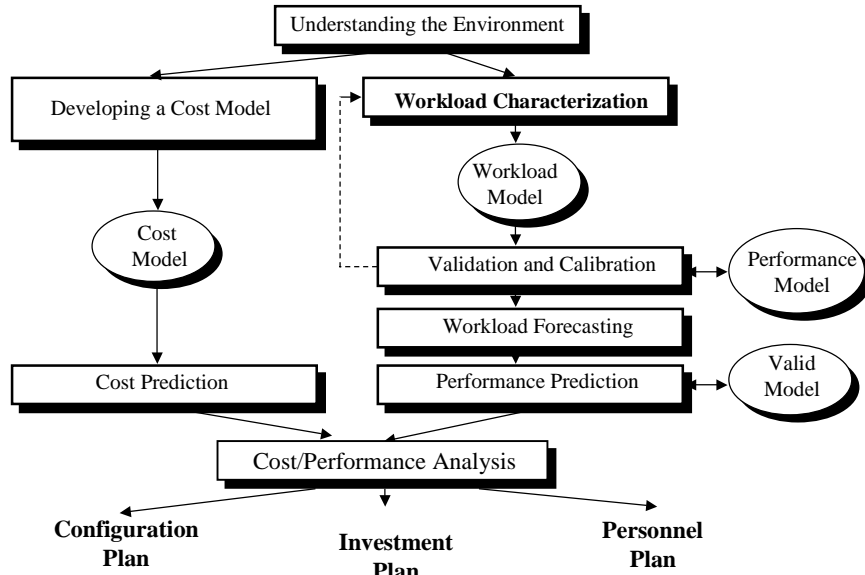 Understanding the Environment
Developing a Cost Model
Workload Characterization
Workload
Model
Cost
Model
Validation and Calibration
Performance
Model
Workload Forecasting
Cost Prediction
Performance Prediction
Valid
Model
Cost/Performance Analysis
Configuration
Plan
Investment
Plan
Personnel
Plan